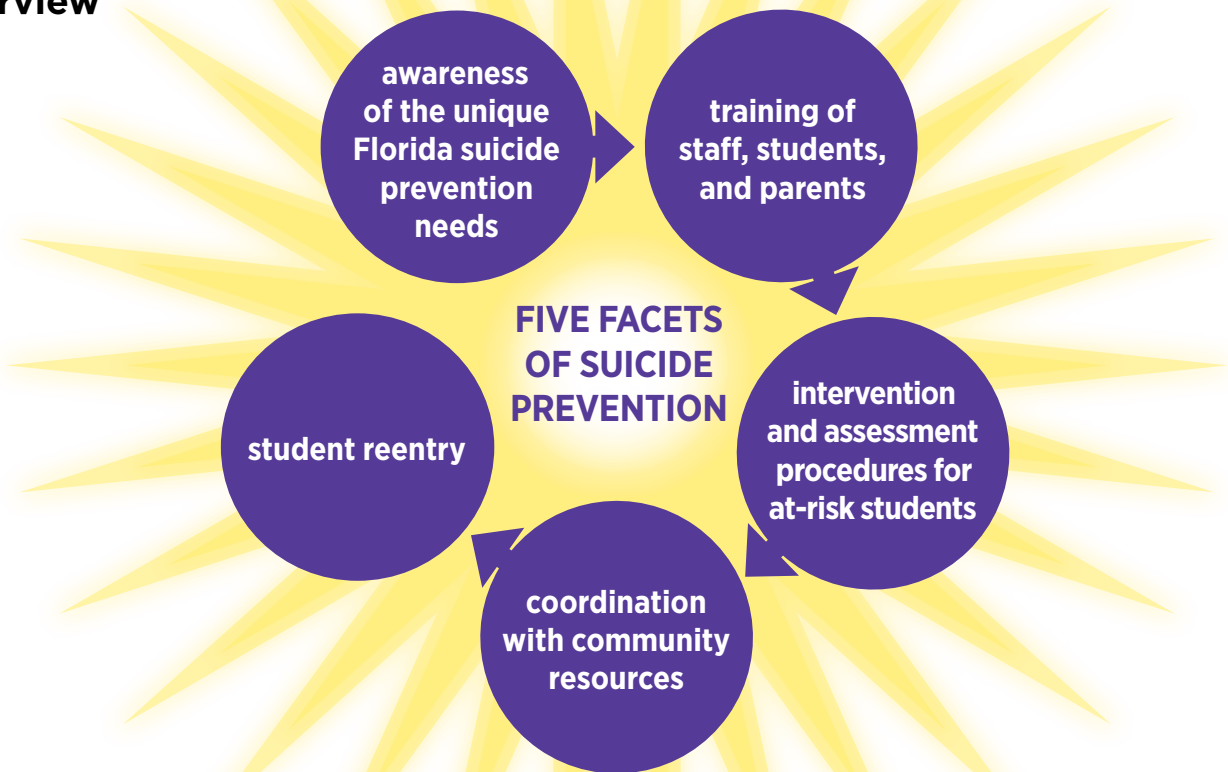 awareness
of the unique
Florida suicide
prevention
needs
training of
staff, students,
and parents
FIVE FACETS
OF SUICIDE
PREVENTION
intervention
and assessment
procedures for
at-risk students
coordination
with community
resources
student reentry